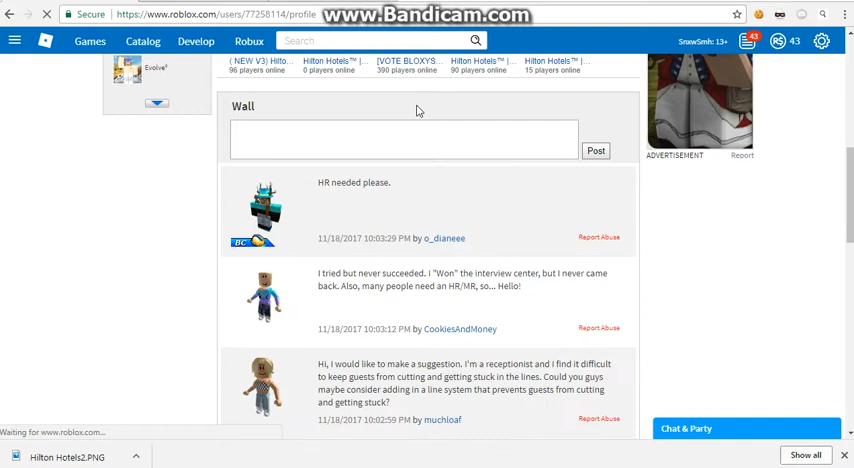 Secure
https://www.roblox.com/users/77258114/profile
www.Bandicam.com
Games
Catalog
Develop
Robux
Search
SnxwSmh: 13+
43
43
Evolve³
( NEW V3) Hilto...
Hilton Hotels™ |...
[VOTE BLOXYS...
Hilton Hotels™ |...
Hilton Hotels™ |...
96 players online
0 players online
390 players online
90 players online
15 players online
Wall
Post
ADVERTISEMENT
Report
HR needed please.
BC
11/18/2017 10:03:29 PM by o_dianeee
Report Abuse
I tried but never succeeded. I "Won" the interview center, but I never came
back. Also, many people need an HR/MR, so... Hello!
11/18/2017 10:03:12 PM by CookiesAndMoney
Report Abuse
Hi, I would like to make a suggestion. I'm a receptionist and I find it difficult
to keep guests from cutting and getting stuck in the lines. Could you guys
maybe consider adding in a line system that prevents guests from cutting
and getting stuck?
11/18/2017 10:02:59 PM by muchloaf
Report Abuse
Waiting for www.roblox.com...
Chat & Party
Hilton Hotels2.PNG
Show all